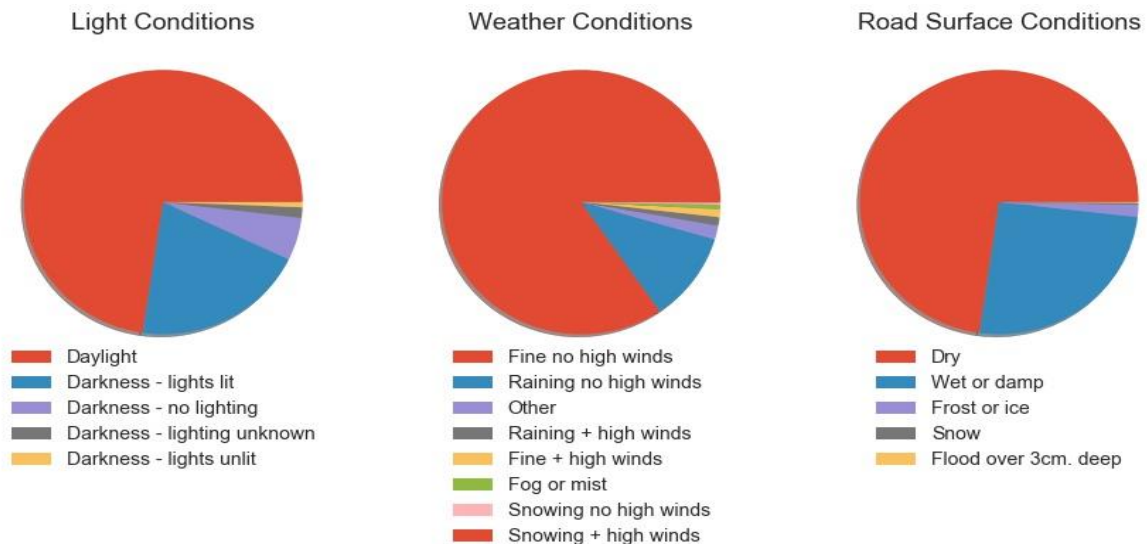 Light Conditions
Daylight
Darkness - lights lit
Darkness - no lighting
Darkness - lighting unknown
Darkness - lights unlit
Weather Conditions
Fine no high winds
Raining no high winds
Other
Raining + high winds
Fine + high winds
Fog or mist
Snowing no high winds
Snowing + high winds
Road Surface Conditions
Dry
Wet or damp
Frost or ice
Snow
Flood over 3cm. deep